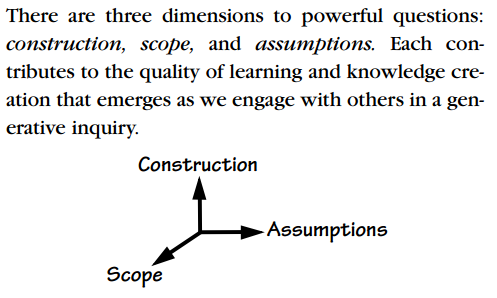 There are three dimensions to powerful questions:
construction, scope, and assumptions. Each con-
tributes to the quality of learning and knowledge cre-
ation that emerges as we engage with others in a gen-
erative inquiry.
Construction
Assumptions
Scope